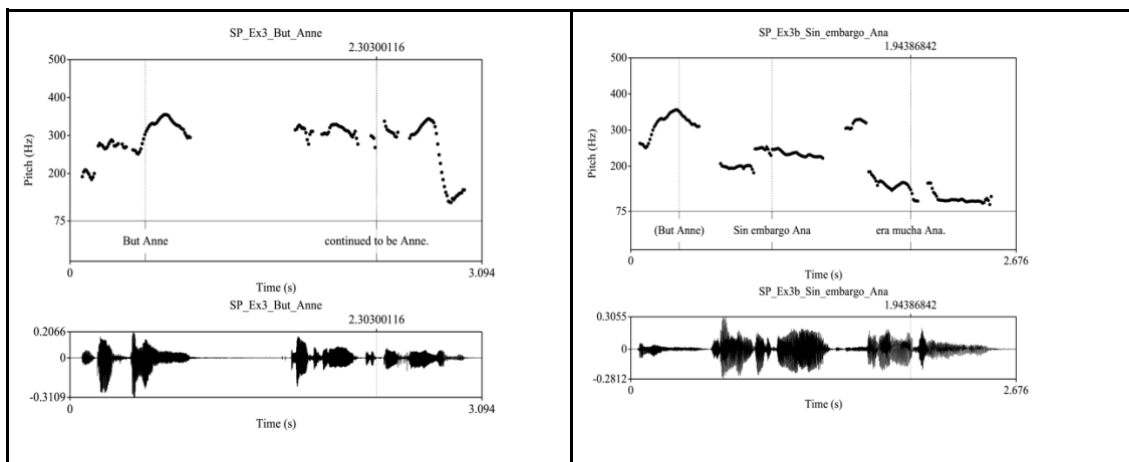 SP_Ex3_But_Anne
2.30300116
500
400
300
200
75
Pitch (Hz)
But Anne continued to be Anne.
0 3.094
Time (s)
SP_Ex3_But_Anne
2.30300116
0.2066
0
-0.3109
0 3.094
Time (s)
SP_Ex3b_Sin_embargo_Ana
1.94386842
500
400
300
200
75
Pitch (Hz)
(But Anne) Sin embargo Ana era mucha Ana.
0 2.676
Time (s)
SP_Ex3b_Sin_embargo_Ana
1.94386842
0.3055
0
-0.2812
0 2.676
Time (s)